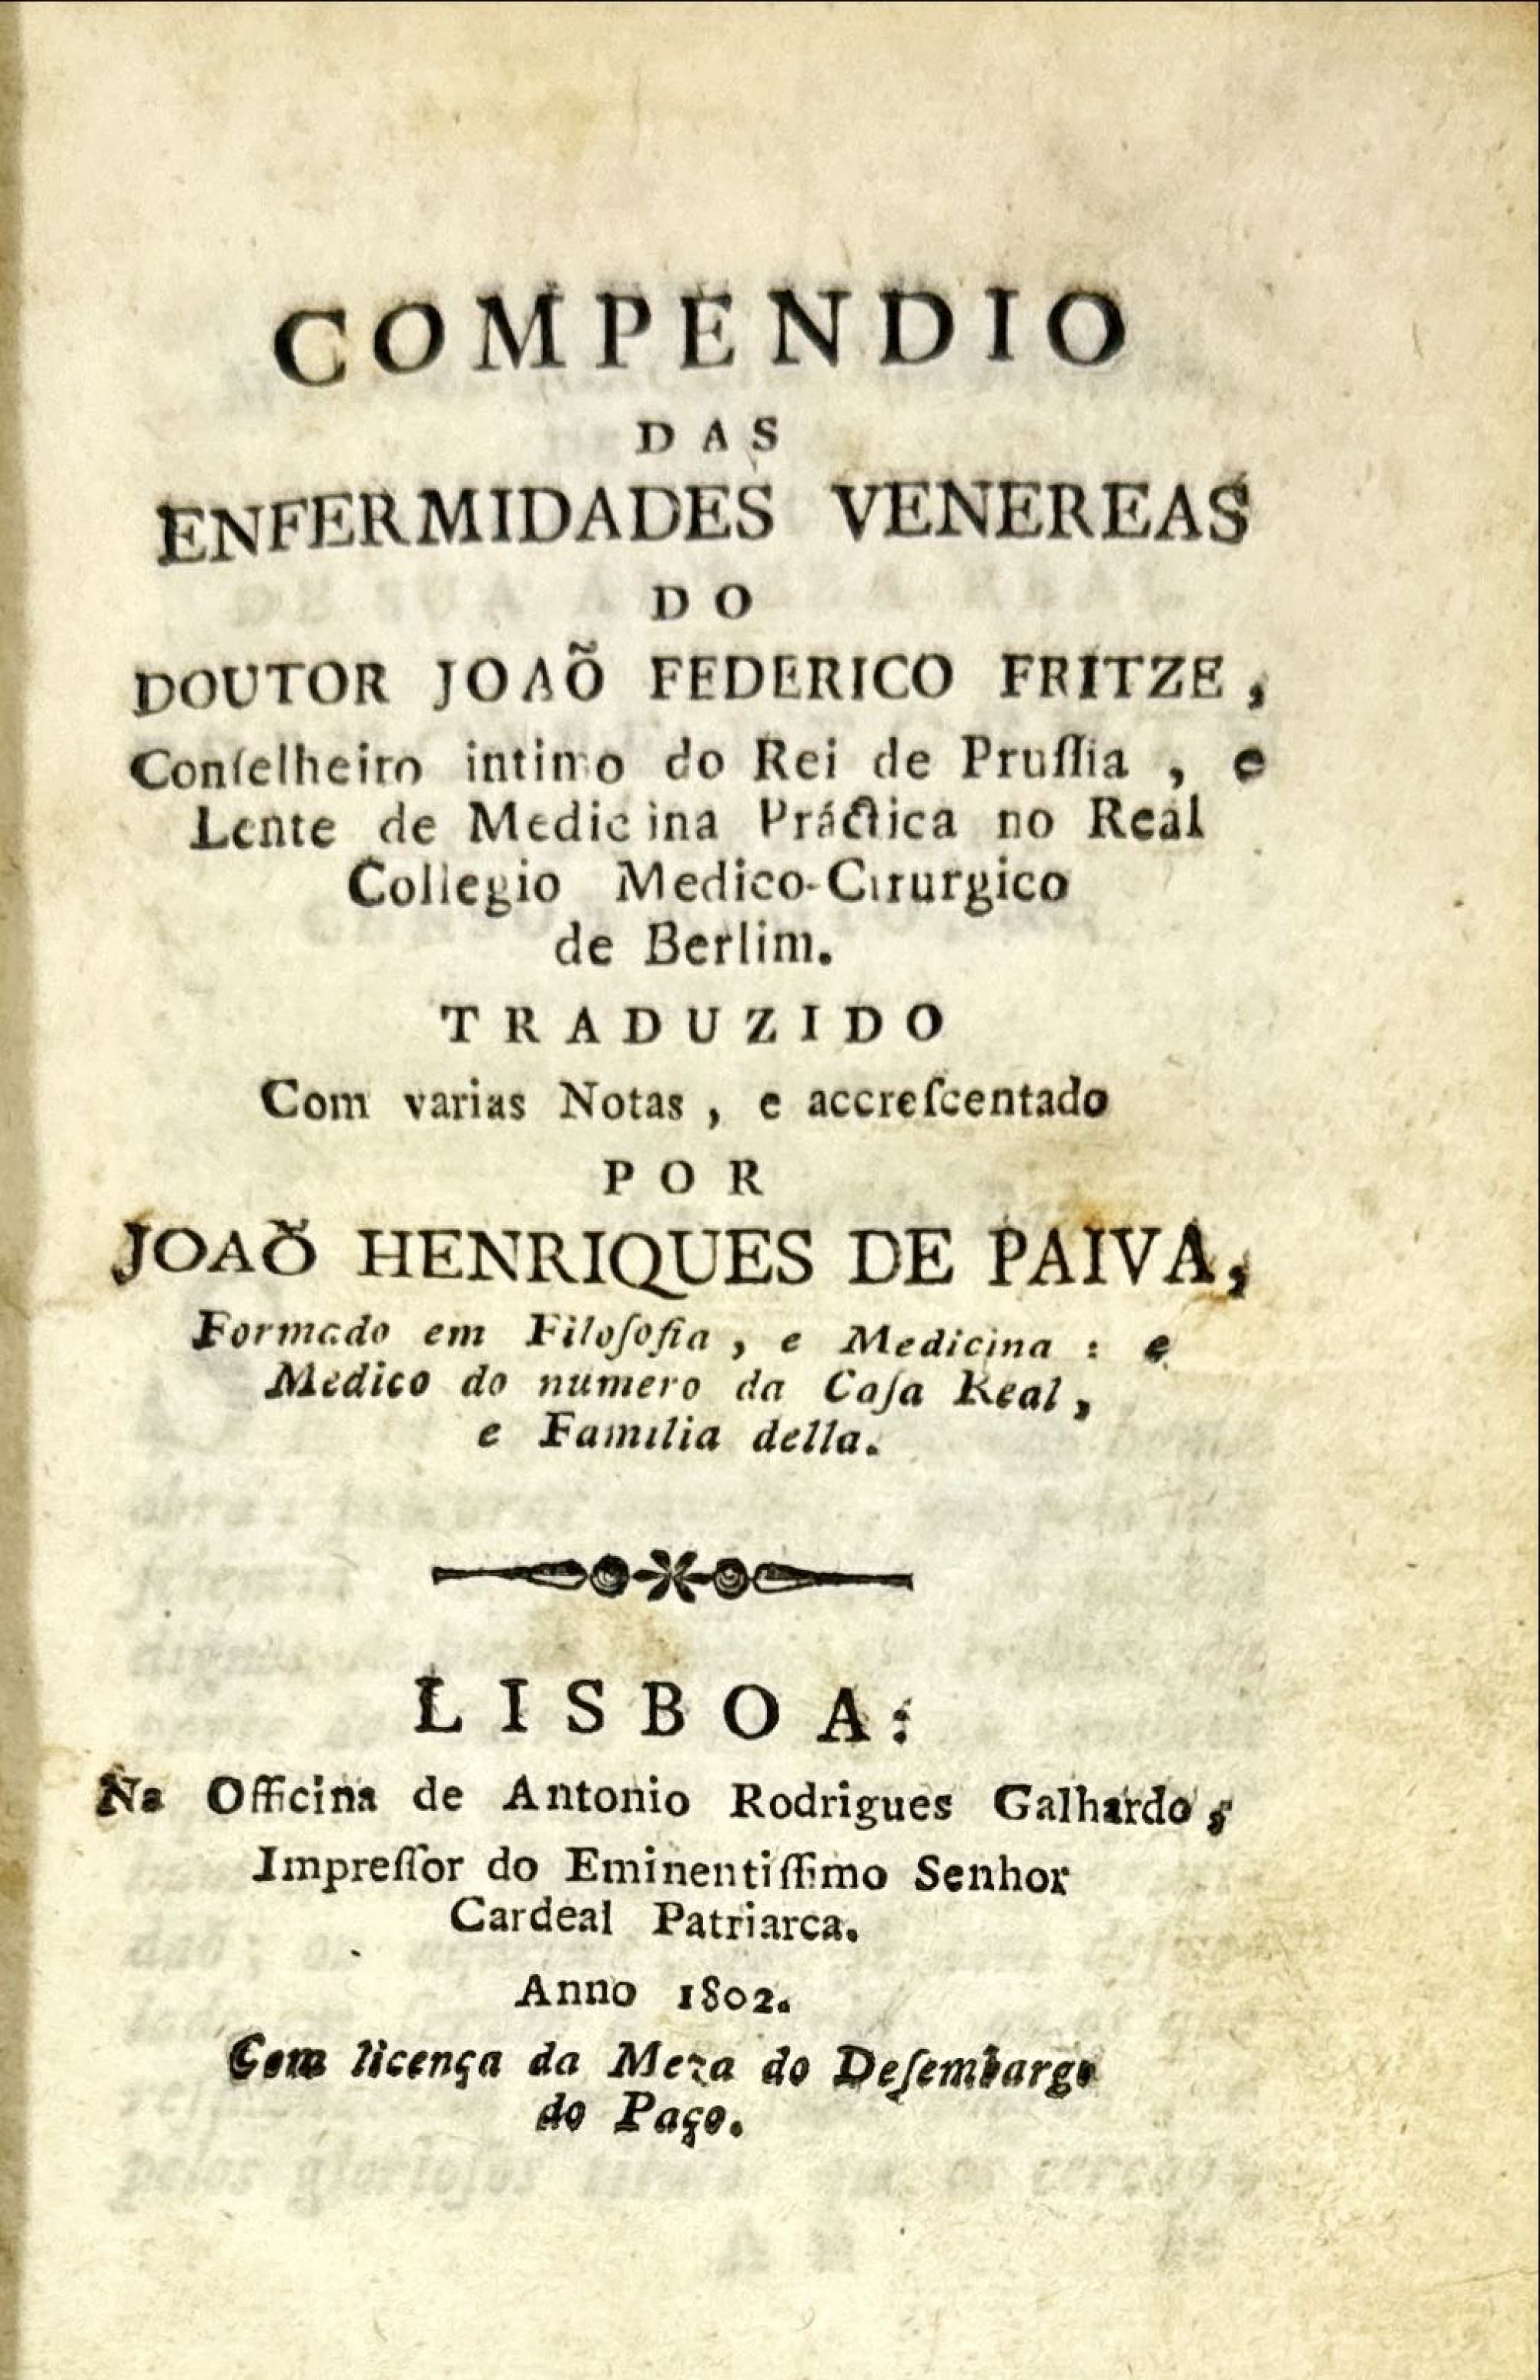 COMPENDIO
DAS
ENFERMIDADES VENEREAS
DO
DOUTOR JOAÕ FEDERICO FRITZE,
Conſelheiro intimo do Rei de Pruſſia , e
Lente de Medicina Práctica no Real
Collegio Medico-Cirurgico
de Berlim.
TRADUZIDO
Com varias Notas , e accreſcentado
POR
JOAÕ HENRIQUES DE PAIVA,
Formado em Filoſofia , e Medicina : e
Medico do numero da Caſa Real ,
e Familia della.
LISBOA:
Na Officina de Antonio Rodrigues Galhardo ,
Impreſſor do Eminentiſſimo Senhor
Cardeal Patriarca.
Anno 1802.
Com licença da Meza do Deſembargo
do Paço.